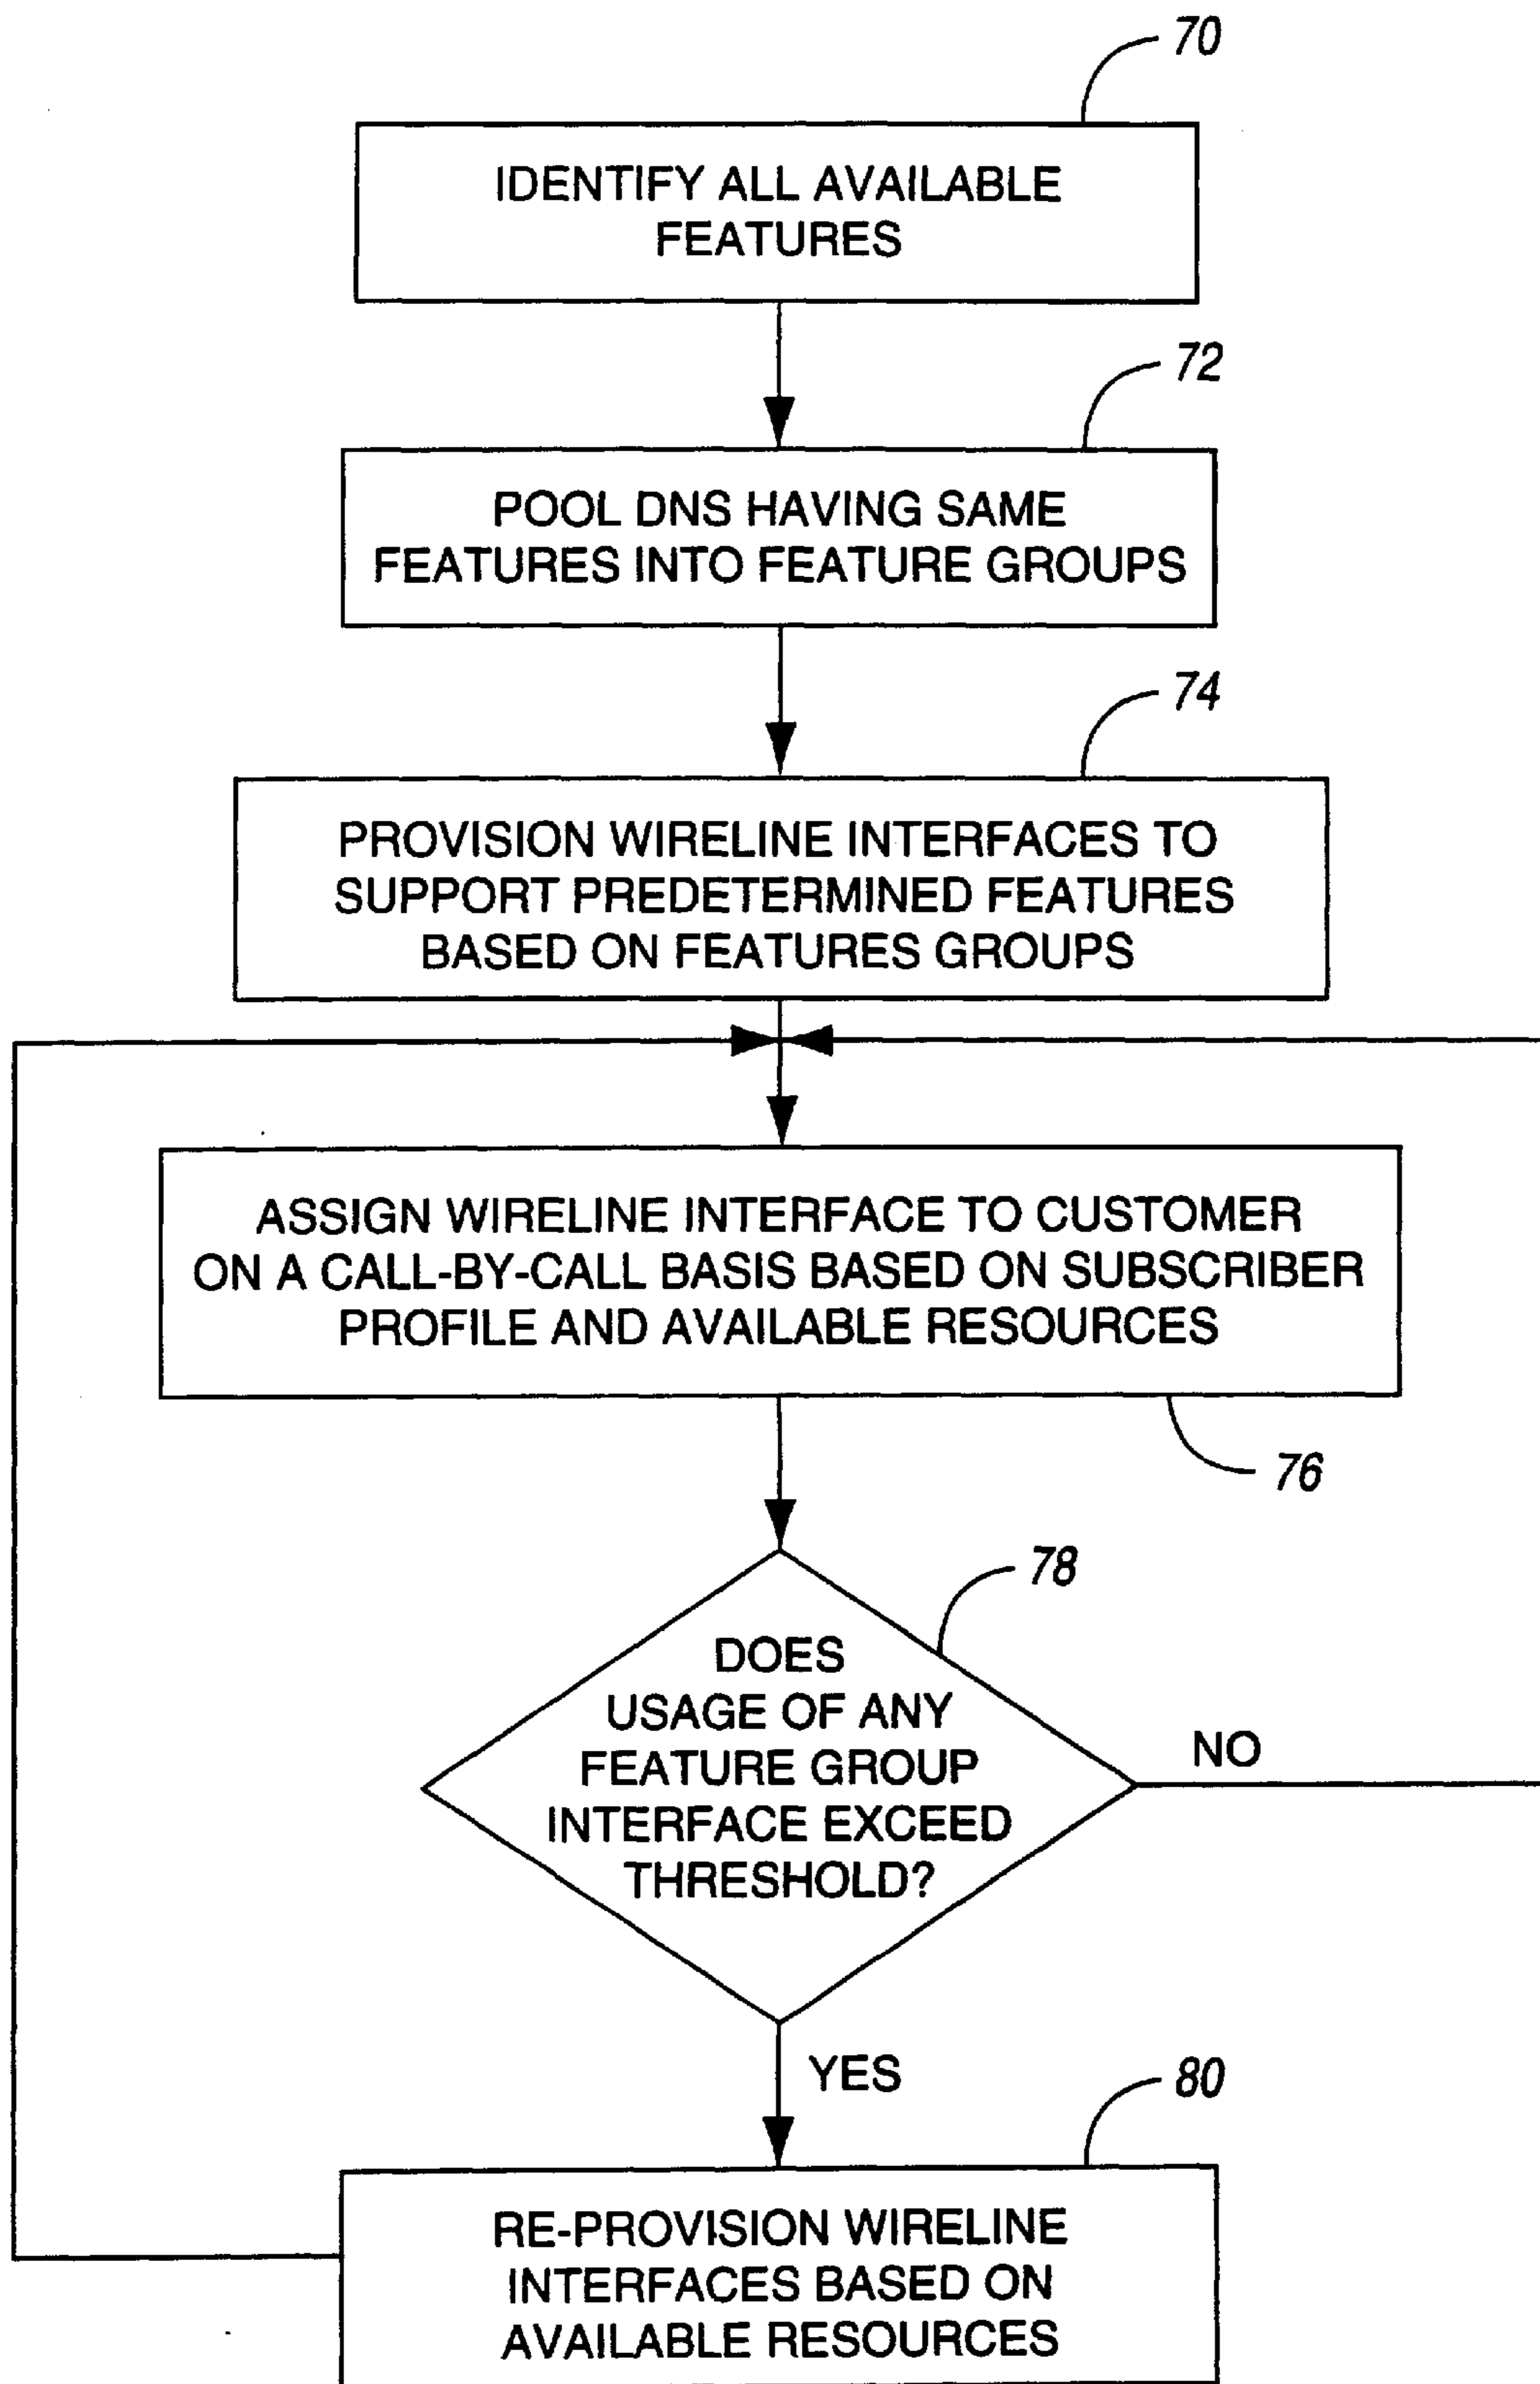 70
IDENTIFY ALL AVAILABLE
FEATURES
72
POOL DNS HAVING SAME
FEATURES INTO FEATURE GROUPS
74
PROVISION WIRELINE INTERFACES TO
SUPPORT PREDETERMINED FEATURES
BASED ON FEATURES GROUPS
ASSIGN WIRELINE INTERFACE TO CUSTOMER
ON A CALL-BY-CALL BASIS BASED ON SUBSCRIBER
PROFILE AND AVAILABLE RESOURCES
76
78
DOES
USAGE OF ANY
FEATURE GROUP
INTERFACE EXCEED
THRESHOLD?
NO
YES
80
RE-PROVISION WIRELINE
INTERFACES BASED ON
AVAILABLE RESOURCES